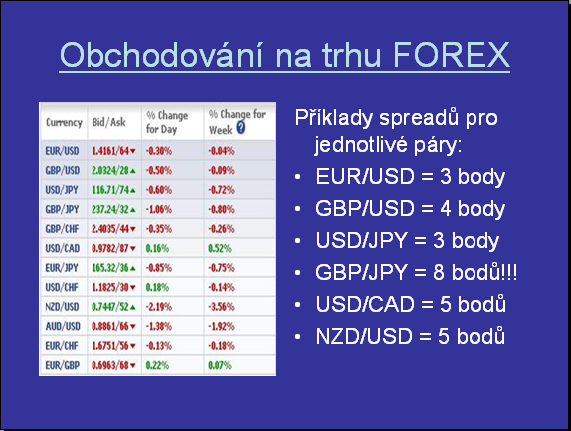 Obchodování na trhu FOREX
Currency Bid/Ask % Change for Day % Change for Week ?
EUR/USD 1.4161/64 -0.30% -0.04%
GBP/USD 2.0324/28 -0.50% -0.09%
USD/JPY 116.71/74 -0.60% -0.72%
GBP/JPY 237.24/32 -1.06% -0.80%
GBP/CHF 2.4035/44 -0.35% -0.26%
USD/CAD 0.9782/87 0.16% 0.52%
EUR/JPY 165.32/36 -0.85% -0.75%
USD/CHF 1.1825/30 0.18% -0.14%
NZD/USD 0.7447/52 -2.19% -3.56%
AUD/USD 0.8861/66 -1.38% -1.92%
EUR/CHF 1.6751/56 -0.13% -0.18%
EUR/GBP 0.6963/68 0.22% 0.07%
Příklady spreadů pro
jednotlivé páry:
• EUR/USD = 3 body
• GBP/USD = 4 body
• USD/JPY = 3 body
• GBP/JPY = 8 bodů!!!
• USD/CAD = 5 bodů
• NZD/USD = 5 bodů